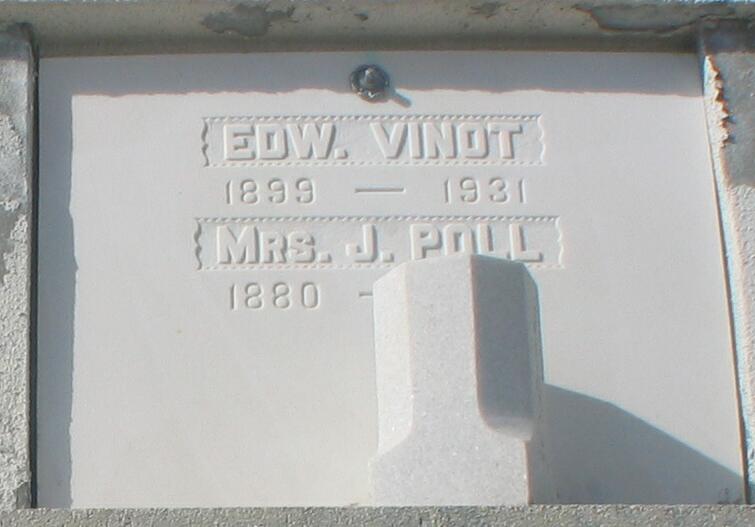 EDW. VINOT
1899 — 1931
MRS. J. POLL
1880 —